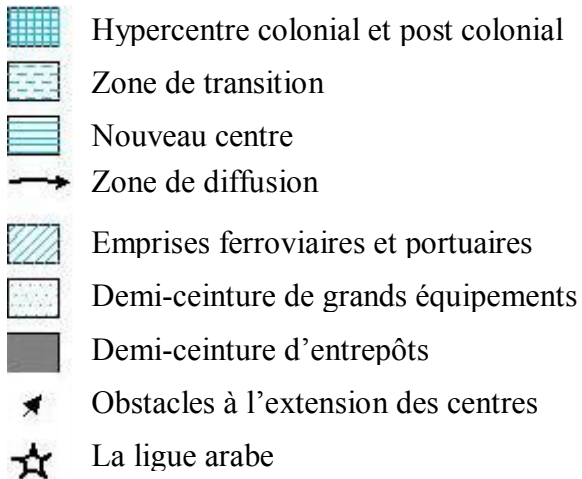 Hypercentre colonial et post colonial
Zone de transition
Nouveau centre
Zone de diffusion
Emprises ferroviaires et portuaires
Demi-ceinture de grands équipements
Demi-ceinture d’entrepôts
Obstacles à l’extension des centres
La ligue arabe